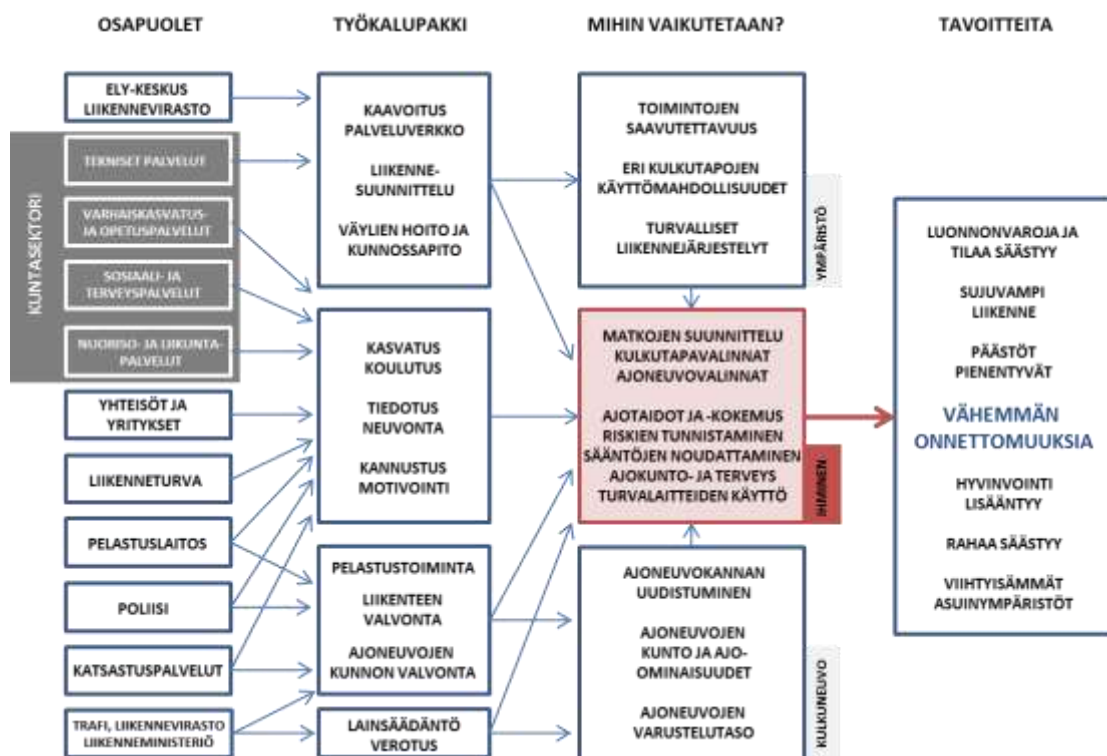 OSAPUOLET
TYÖKALUPAKKI
MIHIN VAIKUTETAAN?
TAVOITTEITA
ELY-KESKUS
LIIKENNEVIRASTO
KUNTASEKTORI
TEKNISET PALVELUT
VARHAISKASVATUS-
JA OPETUSPALVELUT
SOSIAALI- JA
TERVEYSPALVELUT
NUORISO- JA LIIKUNTA-
PALVELUT
YHTEISÖT JA
YRITYKSET
LIIKENNETURVA
PELASTUSLAITOS
POLIISI
KATSASTUSPALVELUT
TRAFI, LIIKENNEVIRASTO
LIIKENNEMINISTERIÖ
KAAVOITUS
PALVELUVERKKO
LIIKENNE-
SUUNNITTELU
VÄYLIEN HOITO JA
KUNNOSSAPITO
KASVATUS
KOULUTUS
TIEDOTUS
NEUVONTA
KANNUSTUS
MOTIVOINTI
PELASTUSTOIMINTA
LIIKENTEEN
VALVONTA
AJONEUVOJEN
KUNNON VALVONTA
LAINSÄÄDÄNTÖ
VEROTUS
TOIMINTOJEN
SAAVUTETTAVUUS
ERI KULKUTAPOJEN
KÄYTTÖMAHDOLLISUUDET
TURVALLISET
LIIKENNEJÄRJESTELYT
YMPÄRISTÖ
MATKOJEN SUUNNITTELU
KULKUTAPAVALINNAT
AJONEUVOVALINNAT
AJOTAIDOT JA -KOKEMUS
RISKIEN TUNNISTAMINEN
SÄÄNTÖJEN NOUDATTAMINEN
AJOKUNTO- JA TERVEYS
TURVALAITTEIDEN KÄYTTÖ
IHMINEN
AJONEUVOKANNAN
UUDISTUMINEN
AJONEUVOJEN
KUNTO JA AJO-
OMINAISUUDET
AJONEUVOJEN
VARUSTELUTASO
KULKUNEUVO
LUONNONVAROJA JA
TILAA SÄÄSTYY
SUJUVAMPI
LIIKENNE
PÄÄSTÖT
PIENENTYVÄT
VÄHEMMÄN
ONNETTOMUUKSIA
HYVINVOINTI
LISÄÄNTYY
RAHAA SÄÄSTYY
VIIHTYISÄMMÄT
ASUINYMPÄRISTÖT